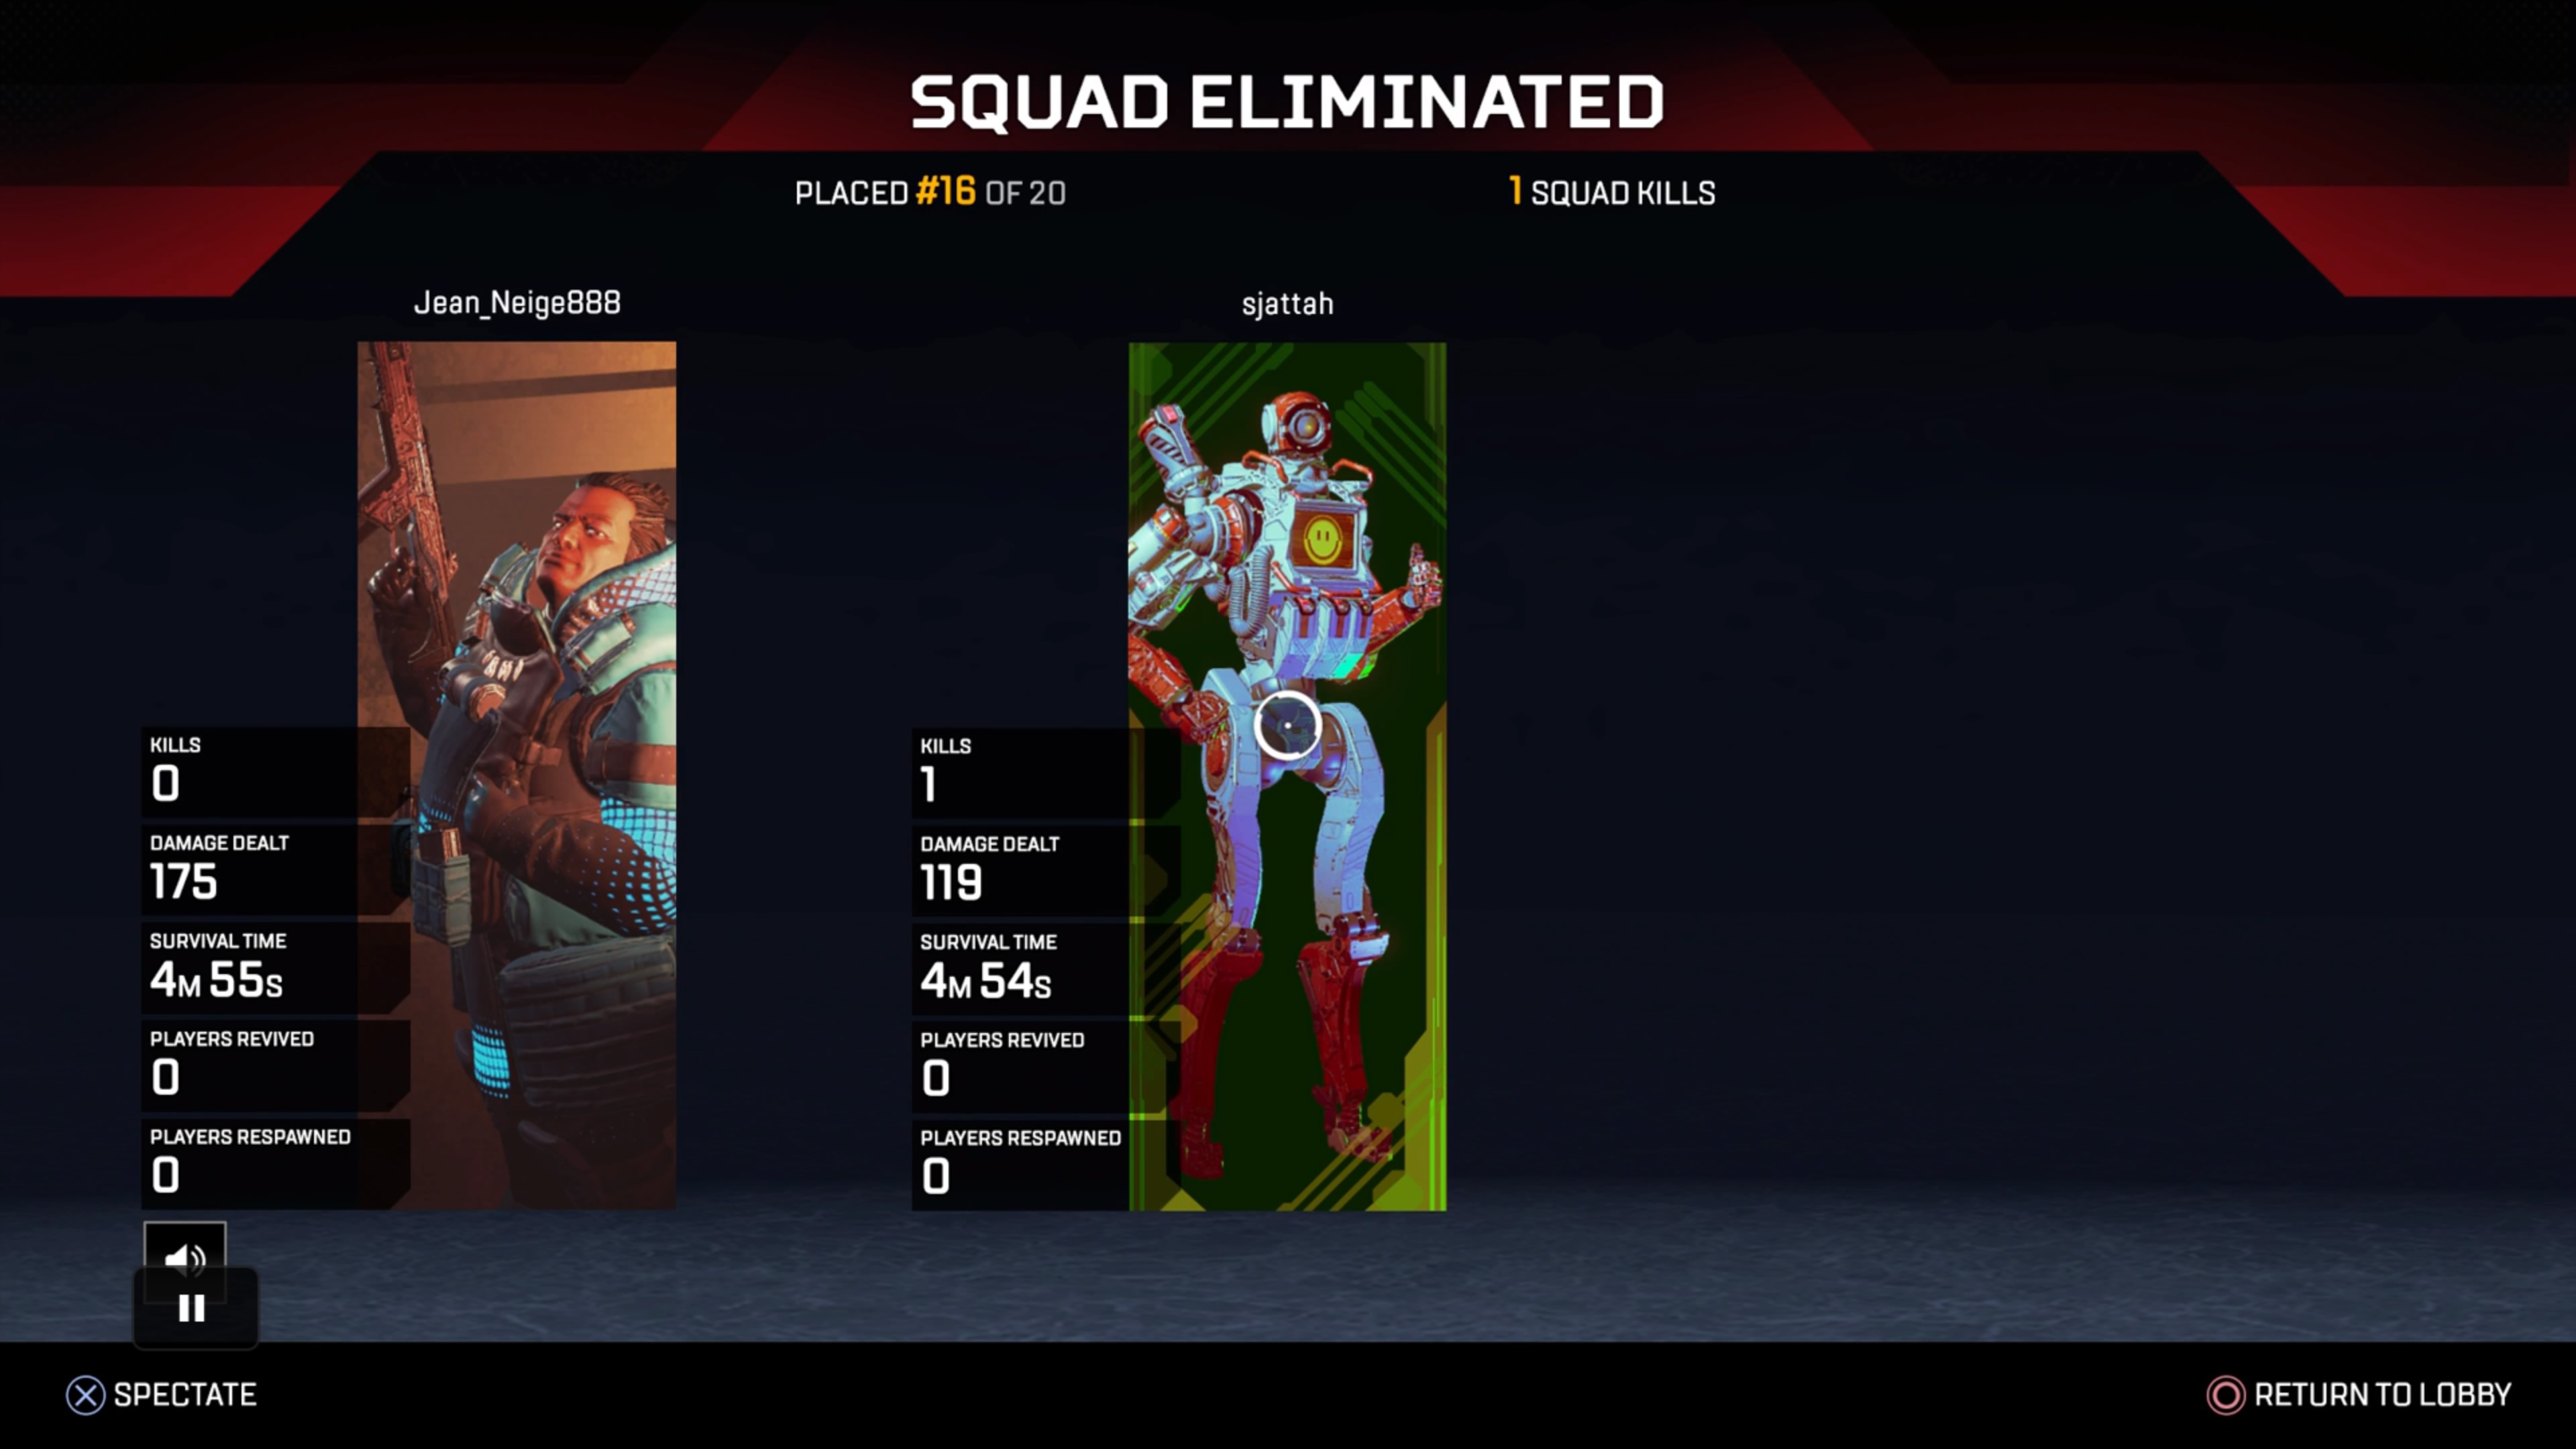 SQUAD ELIMINATED
PLACED #16 OF 20
1 SQUAD KILLS
Jean_Neige888
KILLS
0
DAMAGE DEALT
175
SURVIVAL TIME
4M 55S
PLAYERS REVIVED
0
PLAYERS RESPAWNED
0
sjattah
KILLS
1
DAMAGE DEALT
119
SURVIVAL TIME
4M 54S
PLAYERS REVIVED
0
PLAYERS RESPAWNED
0
SPECTATE
RETURN TO LOBBY